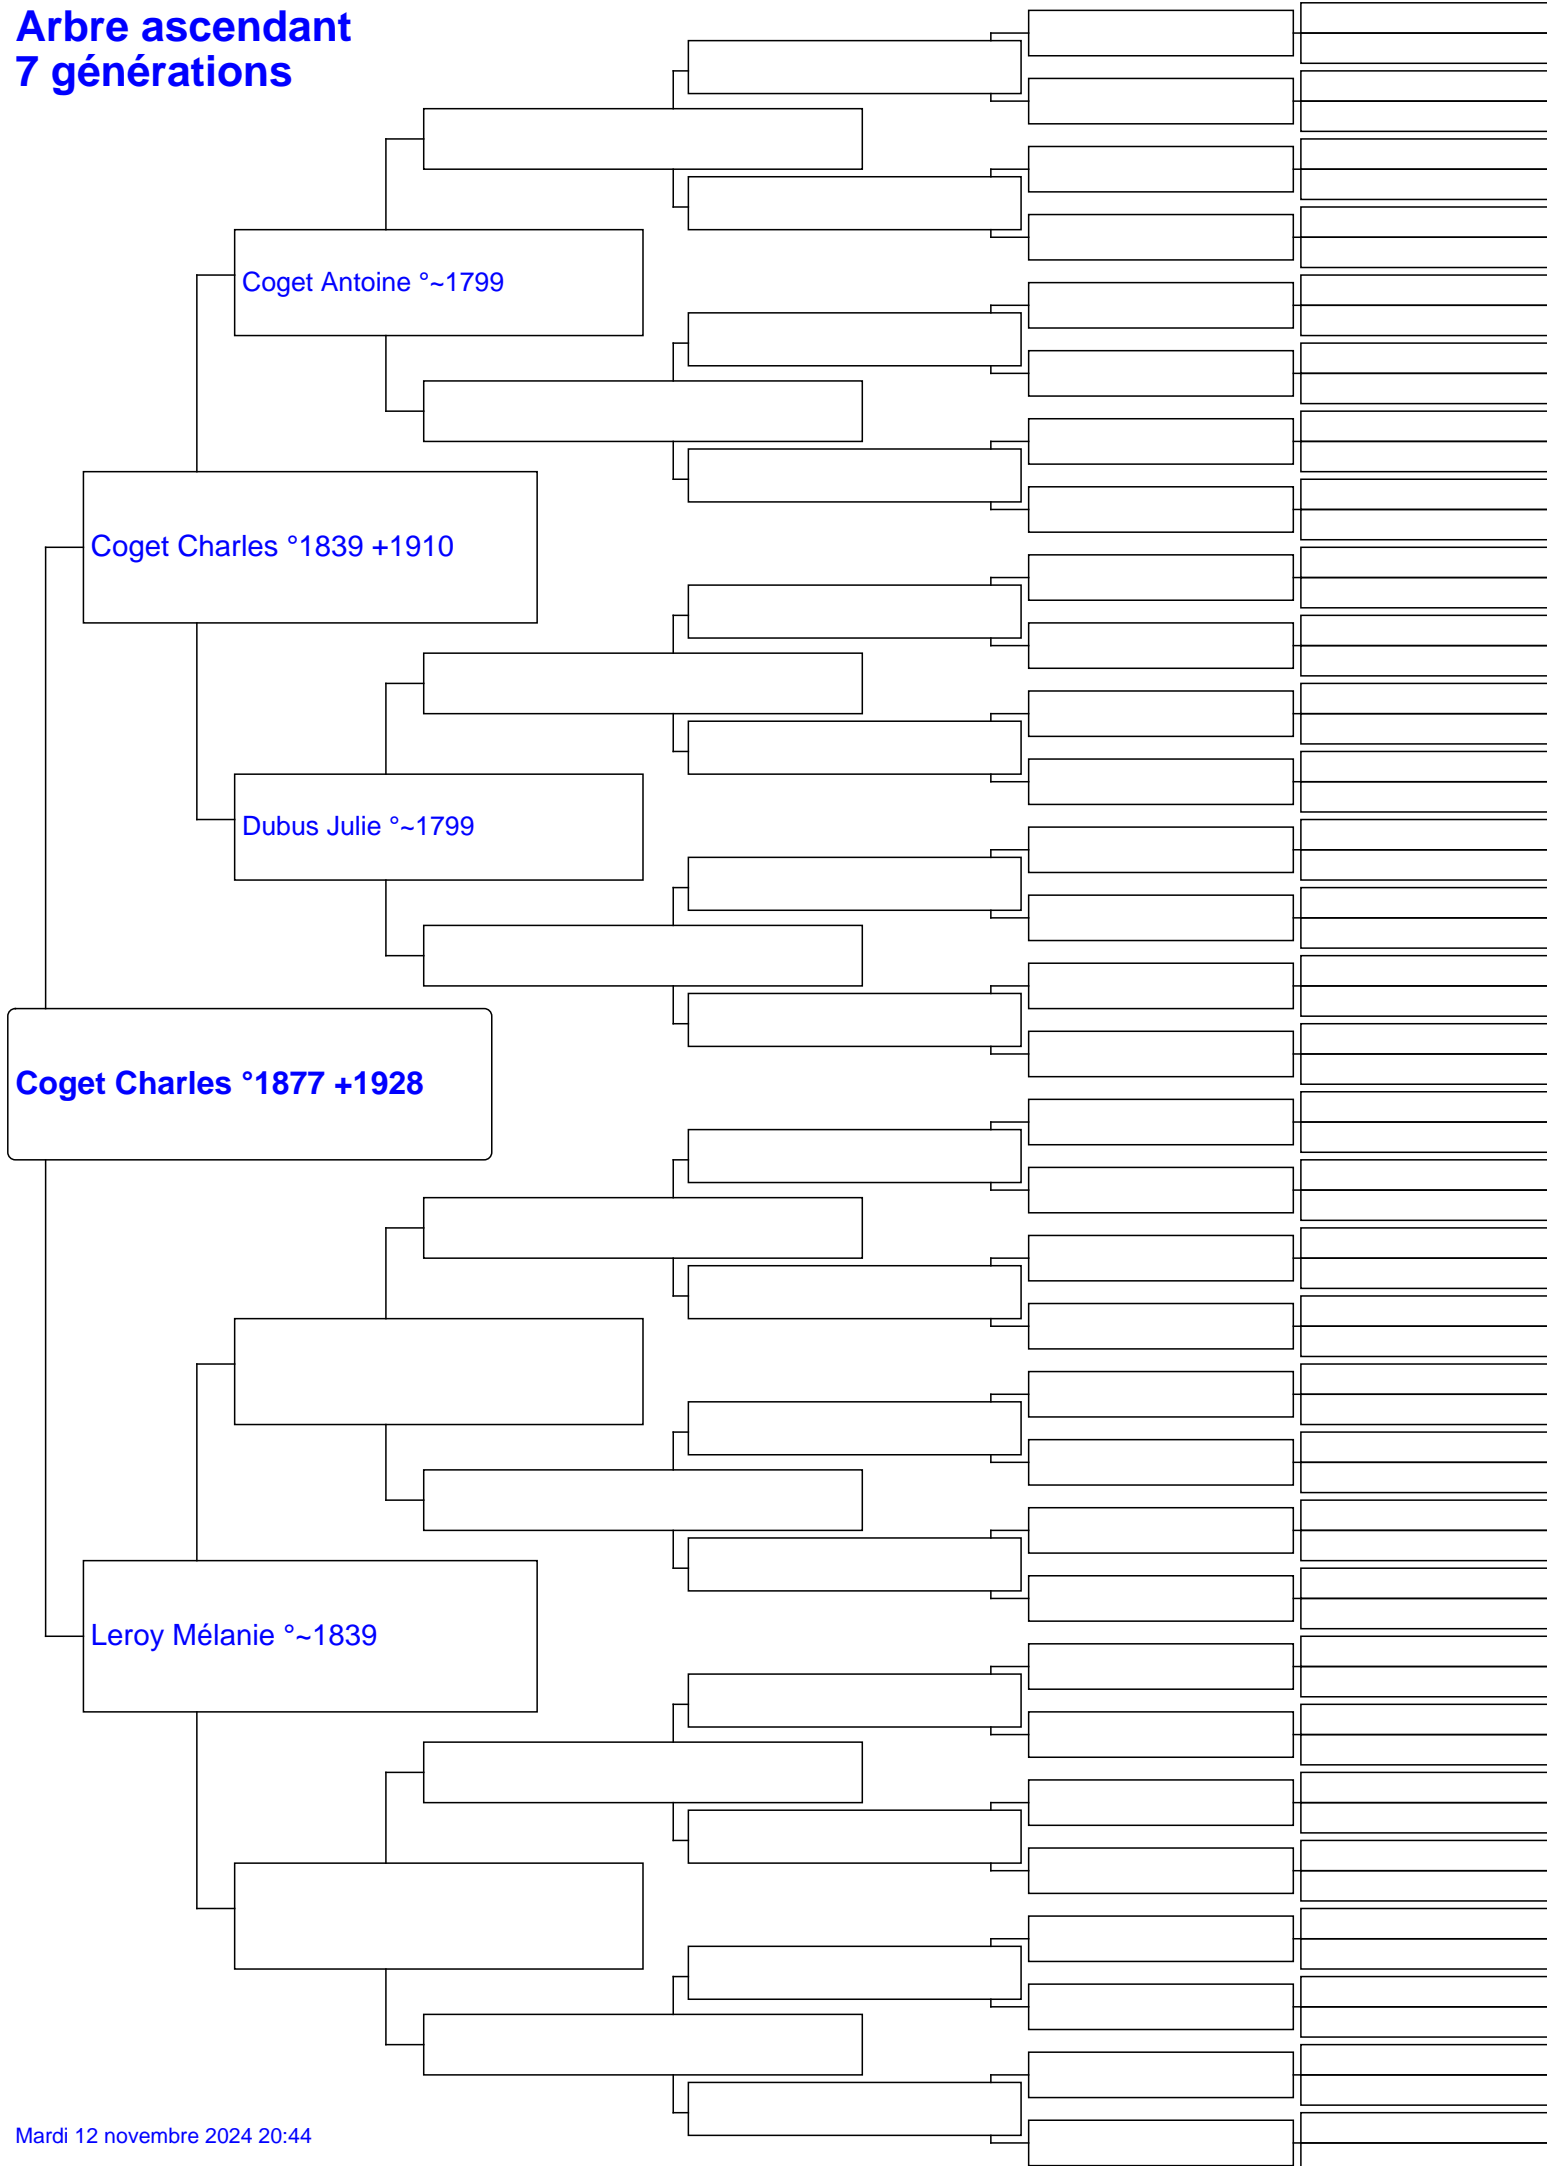 Arbre ascendant
7 générations
Coget Antoine °~1799
Coget Charles °1839 +1910
Dubus Julie °~1799
Coget Charles °1877 +1928
Leroy Mélanie °~1839
Mardi 12 novembre 2024 20:44